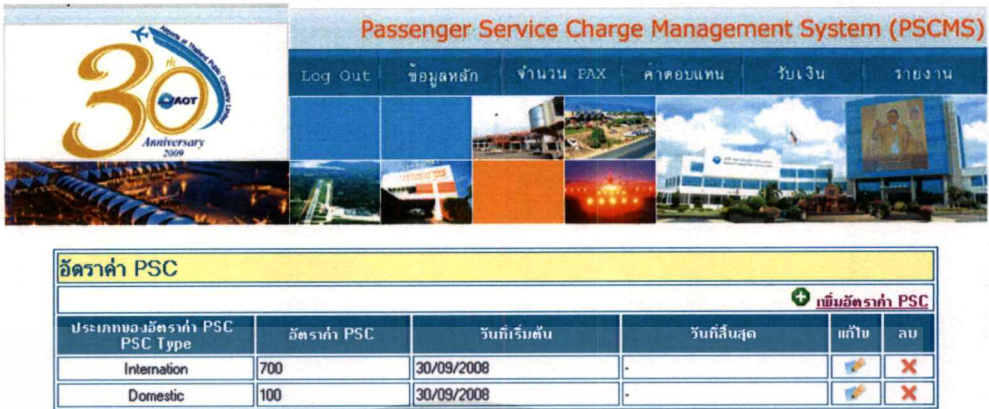 Passenger Service Charge Management System (PSCMS)
Airports of Thailand Public Company Limited
30th
AOT
Anniversary
2009
Log Out ข้อมูลหลัก จำนวน PAX ค่าตอบแทน รับเงิน รายงาน
อัตราค่า PSC
เพิ่มอัตราค่า PSC
ประเภทของอัตราค่า PSC อัตราค่า PSC วันที่เริ่มต้น วันที่สิ้นสุด แก้ไข ลบ
PSC Type
Internation 700 30/09/2008 -
Domestic 100 30/09/2008 -